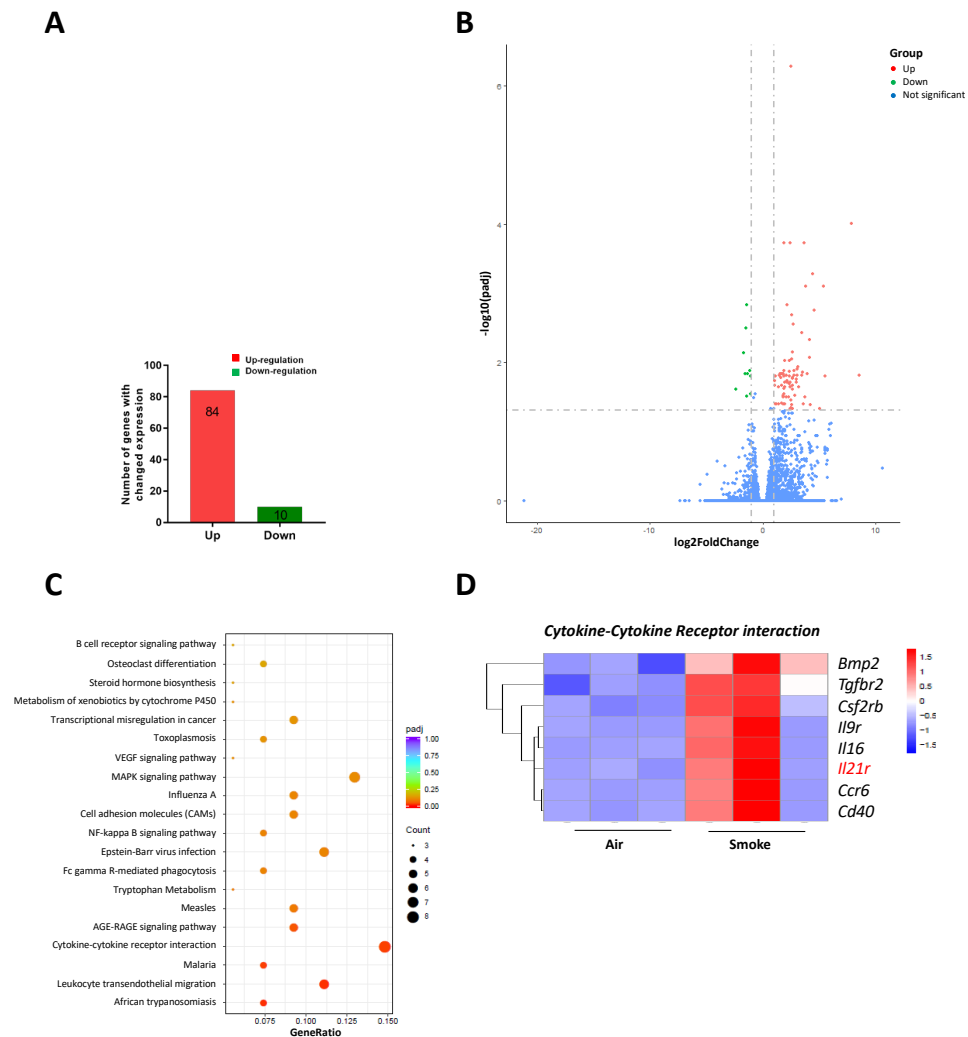 A
Up-regulation
Down-regulation
Number of genes with
changed expression
100
80
60
40
20
0
84
10
Up
Down
B
Group
Up
Down
Not significant
-log10(padj)
6
4
2
0
-20
-10
0
10
log2FoldChange
C
B cell receptor signaling pathway
Osteoclast differentiation
Steroid hormone biosynthesis
Metabolism of xenobiotics by cytochrome P450
Transcriptional misregulation in cancer
Toxoplasmosis
VEGF signaling pathway
MAPK signaling pathway
Influenza A
Cell adhesion molecules (CAMs)
NF-kappa B signaling pathway
Epstein-Barr virus infection
Fc gamma R-mediated phagocytosis
Tryptophan Metabolism
Measles
AGE-RAGE signaling pathway
Cytokine-cytokine receptor interaction
Malaria
Leukocyte transendothelial migration
African trypanosomiasis
0.075
0.100
0.125
0.150
GeneRatio
padj
1.00
0.75
0.50
0.25
0.00
Count
3
4
5
6
7
8
D
Cytokine-Cytokine Receptor interaction
Bmp2
Tgfbr2
Csf2rb
Il9r
Il16
Il21r
Ccr6
Cd40
Air
Smoke
1.5
1
0.5
0
−0.5
−1
−1.5